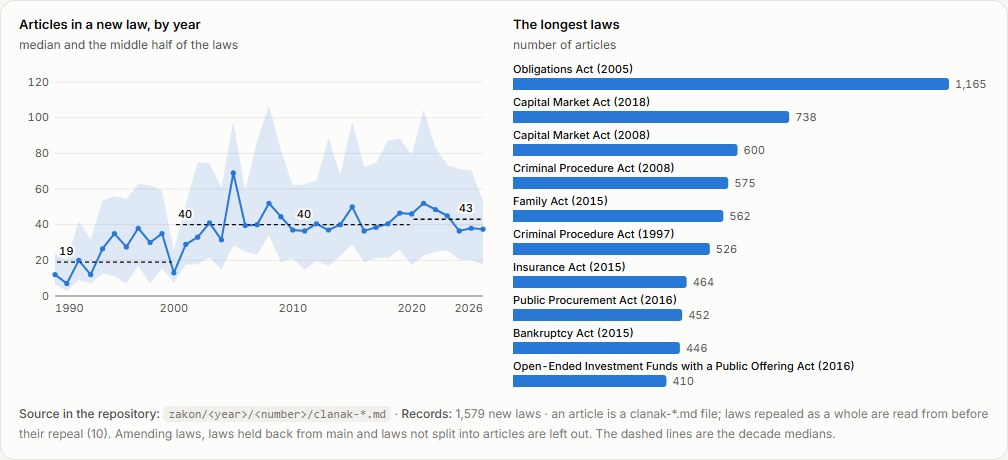 Articles in a new law, by year
median and the middle half of the laws
120
100
80
60
40
20
0
19
40
40
43
1990
2000
2010
2020
2026
The longest laws
number of articles
Obligations Act (2005)
1,165
Capital Market Act (2018)
738
Capital Market Act (2008)
600
Criminal Procedure Act (2008)
575
Family Act (2015)
562
Criminal Procedure Act (1997)
526
Insurance Act (2015)
464
Public Procurement Act (2016)
452
Bankruptcy Act (2015)
446
Open-Ended Investment Funds with a Public Offering Act (2016)
410
Source in the repository: zakon/<year>/<number>/clanak-*.md · Records: 1,579 new laws · an article is a clanak-*.md file; laws repealed as a whole are read from before
their repeal (10). Amending laws, laws held back from main and laws not split into articles are left out. The dashed lines are the decade medians.